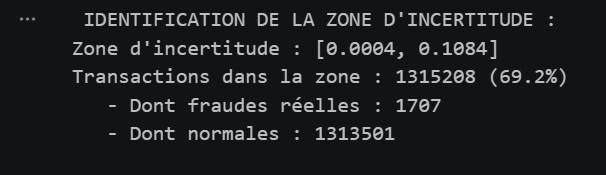 ... IDENTIFICATION DE LA ZONE D'INCERTITUDE :
Zone d'incertitude : [0.0004, 0.1084]
Transactions dans la zone : 1315208 (69.2%)
- Dont fraudes réelles : 1707
- Dont normales : 1313501